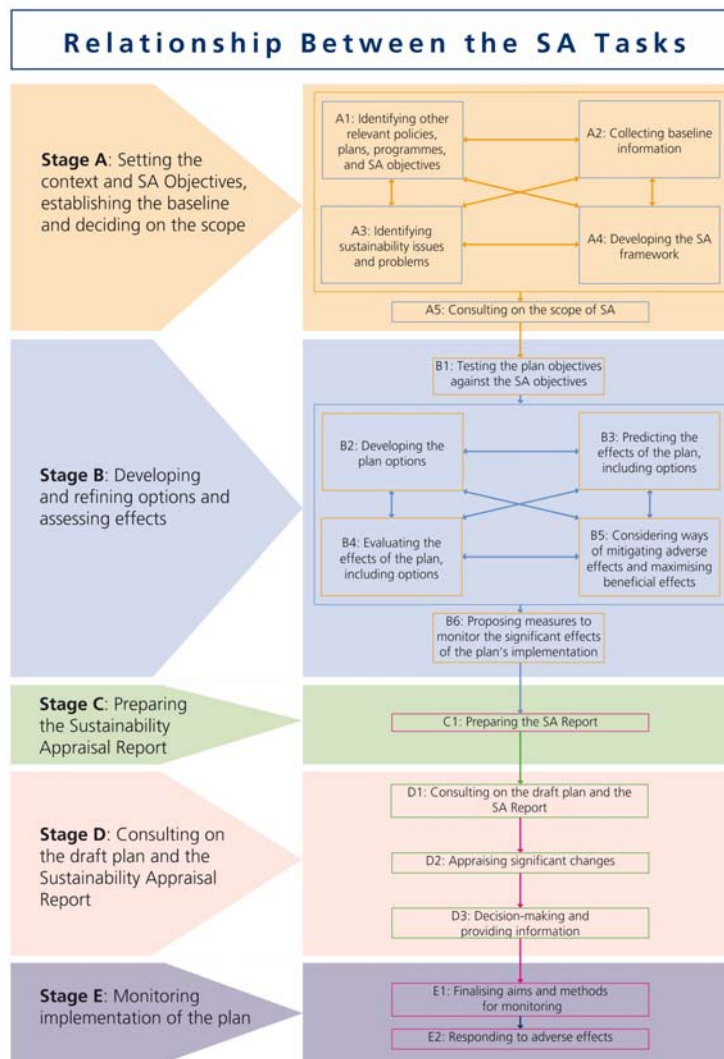 Relationship Between the SA Tasks
Stage A: Setting the
context and SA Objectives,
establishing the baseline
and deciding on the scope
A1: Identifying other
relevant policies,
plans, programmes,
and SA objectives
A2: Collecting baseline
information
A3: Identifying
sustainability issues
and problems
A4: Developing the SA
framework
A5: Consulting on the scope of SA
Stage B: Developing
and refining options and
assessing effects
B1: Testing the plan objectives
against the SA objectives
B2: Developing the
plan options
B3: Predicting the
effects of the plan,
including options
B4: Evaluating the
effects of the plan,
including options
B5: Considering ways
of mitigating adverse
effects and maximising
beneficial effects
B6: Proposing measures to
monitor the significant effects
of the plan's implementation
Stage C: Preparing
the Sustainability
Appraisal Report
C1: Preparing the SA Report
Stage D: Consulting on
the draft plan and the
Sustainability Appraisal
Report
D1: Consulting on the draft plan and the
SA Report
D2: Appraising significant changes
D3: Decision-making and
providing information
Stage E: Monitoring
implementation of the plan
E1: Finalising aims and methods
for monitoring
E2: Responding to adverse effects